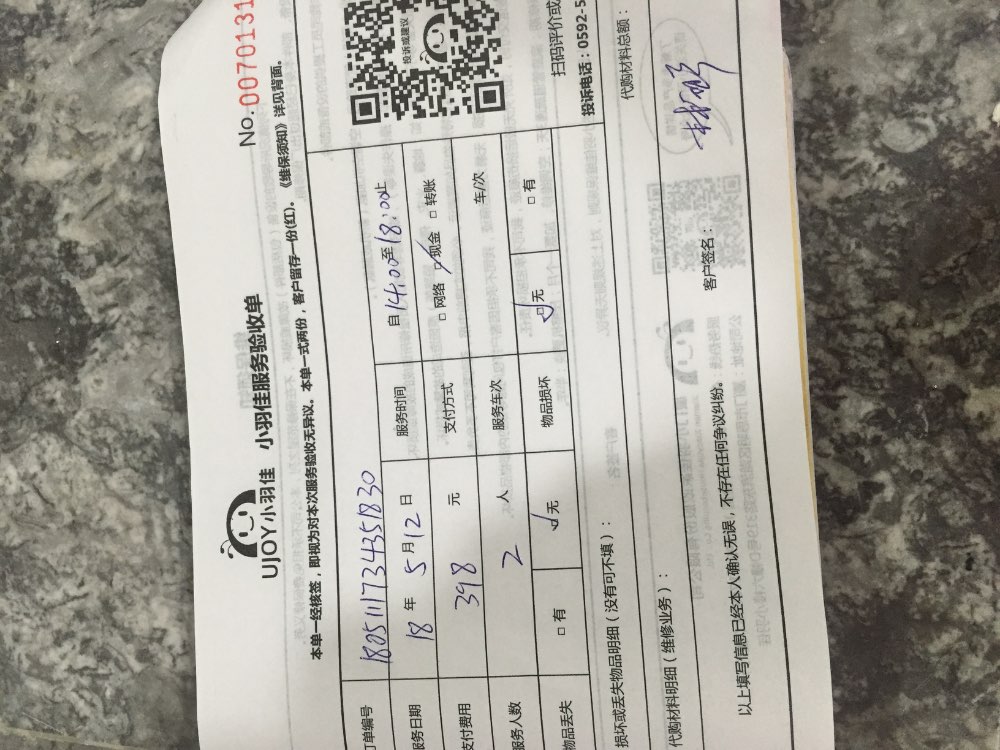 No.0070131
UJOY小羽佳 小羽佳服务验收单
本单一经核签，即视为对本次服务验收无异议。本单一式两份，客户留存一份(红)。《维保须知》详见背面。
订单编号 1805111734351830
服务日期 18 年 5 月 12 日 服务时间 自 14:00 至 18:00 止
支付费用 398 元 支付方式 □ 网络 □ 现金 □ 转账
服务人数 2 人 服务车次 车/次
物品丢失 □ 有 □ 无 物品损坏 □ 无 □ 有
投诉或建议
扫码评价或
投诉电话：0592-5
损坏或丢失物品明细（没有可不填）：
代购材料明细（维修业务）： 代购材料总额：
以上填写信息已经本人确认无误，不存在任何争议纠纷。 客户签名：